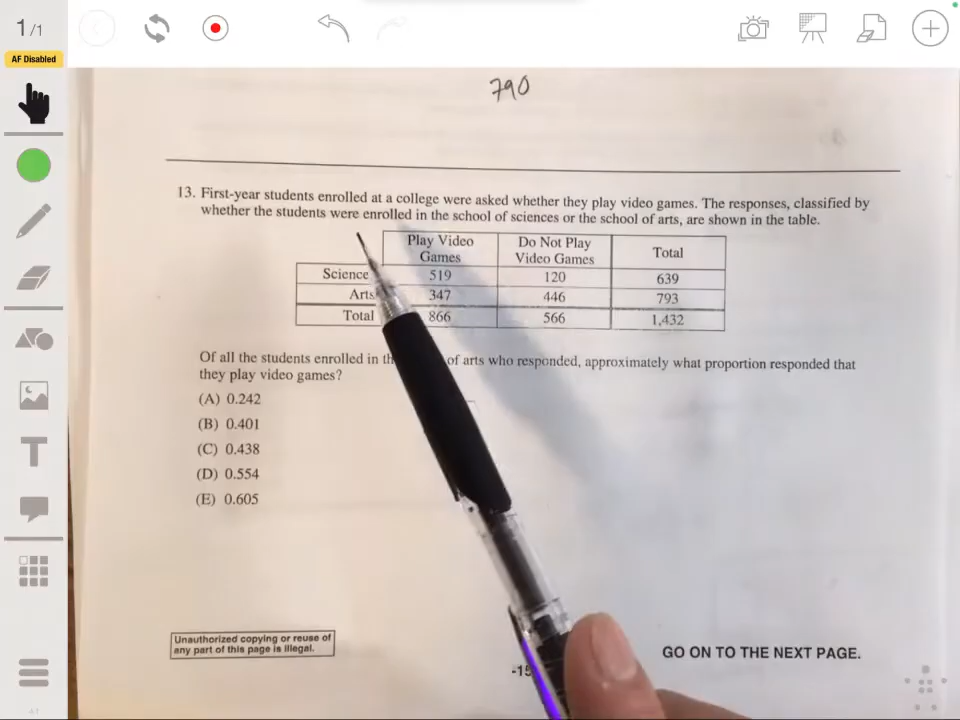 1/1
AF Disabled
790
13. First-year students enrolled at a college were asked whether they play video games. The responses, classified by
whether the students were enrolled in the school of sciences or the school of arts, are shown in the table.
Play Video Games Do Not Play Video Games Total
Science 519 120 639
Arts 347 446 793
Total 866 566 1,432
Of all the students enrolled in of arts who responded, approximately what proportion responded that
they play video games?
(A) 0.242
(B) 0.401
(C) 0.438
(D) 0.554
(E) 0.605
Unauthorized copying or reuse of
any part of this page is illegal.
GO ON TO THE NEXT PAGE.